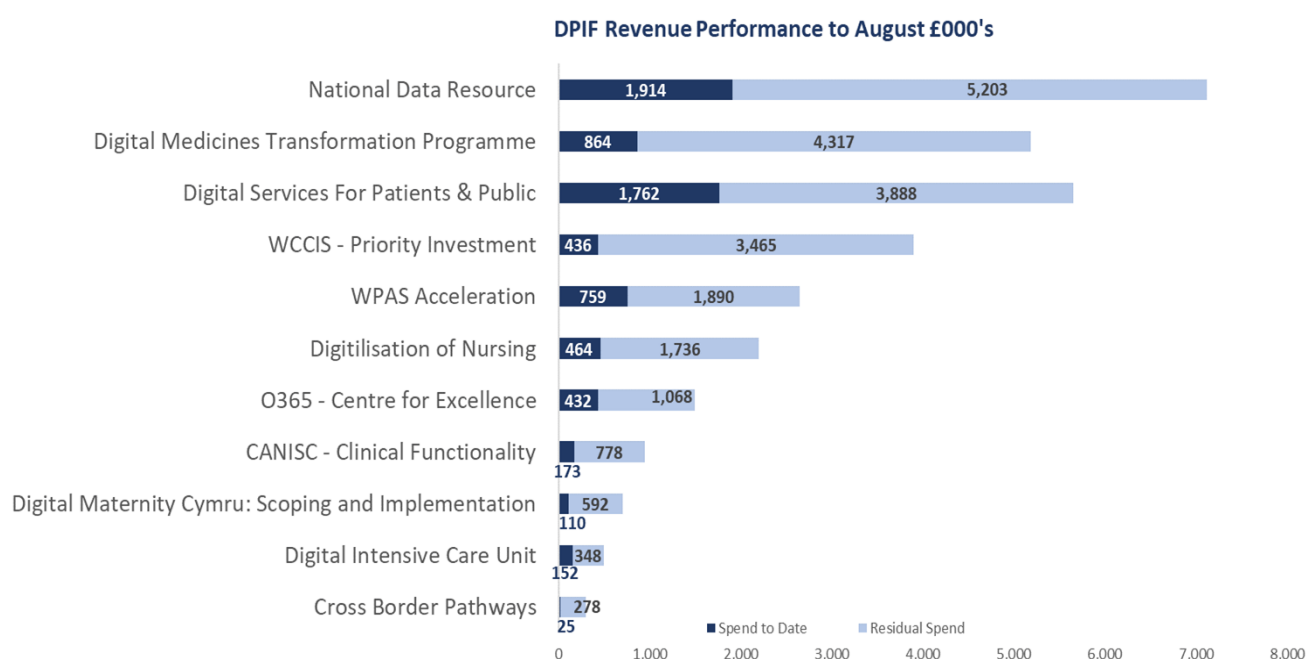 DPIF Revenue Performance to August £000's
National Data Resource 1,914 5,203
Digital Medicines Transformation Programme 864 4,317
Digital Services For Patients & Public 1,762 3,888
WCCIS - Priority Investment 436 3,465
WPAS Acceleration 759 1,890
Digitilisation of Nursing 464 1,736
O365 - Centre for Excellence 432 1,068
CANISC - Clinical Functionality 778
173
Digital Maternity Cymru: Scoping and Implementation 592
110
Digital Intensive Care Unit 348
152
Cross Border Pathways 278
25
Spend to Date Residual Spend
0 1,000 2,000 3,000 4,000 5,000 6,000 7,000 8,000